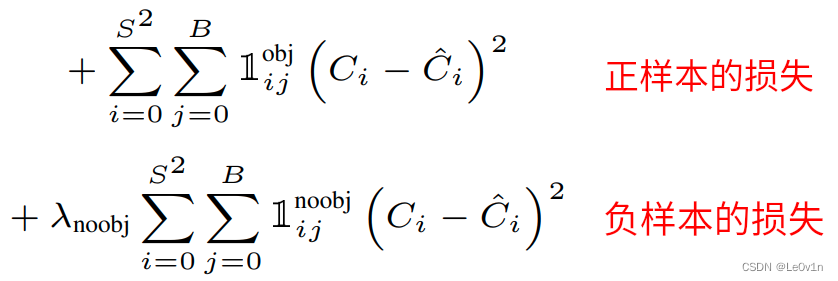 + \sum_{i=0}^{S^2} \sum_{j=0}^{B} \mathbb{1}_{ij}^{\text{obj}} \left( C_i - \hat{C}_i \right)^2 正样本的损失
+ \lambda_{\text{noobj}} \sum_{i=0}^{S^2} \sum_{j=0}^{B} \mathbb{1}_{ij}^{\text{noobj}} \left( C_i - \hat{C}_i \right)^2 负样本的损失
CSDN @Le0v1n